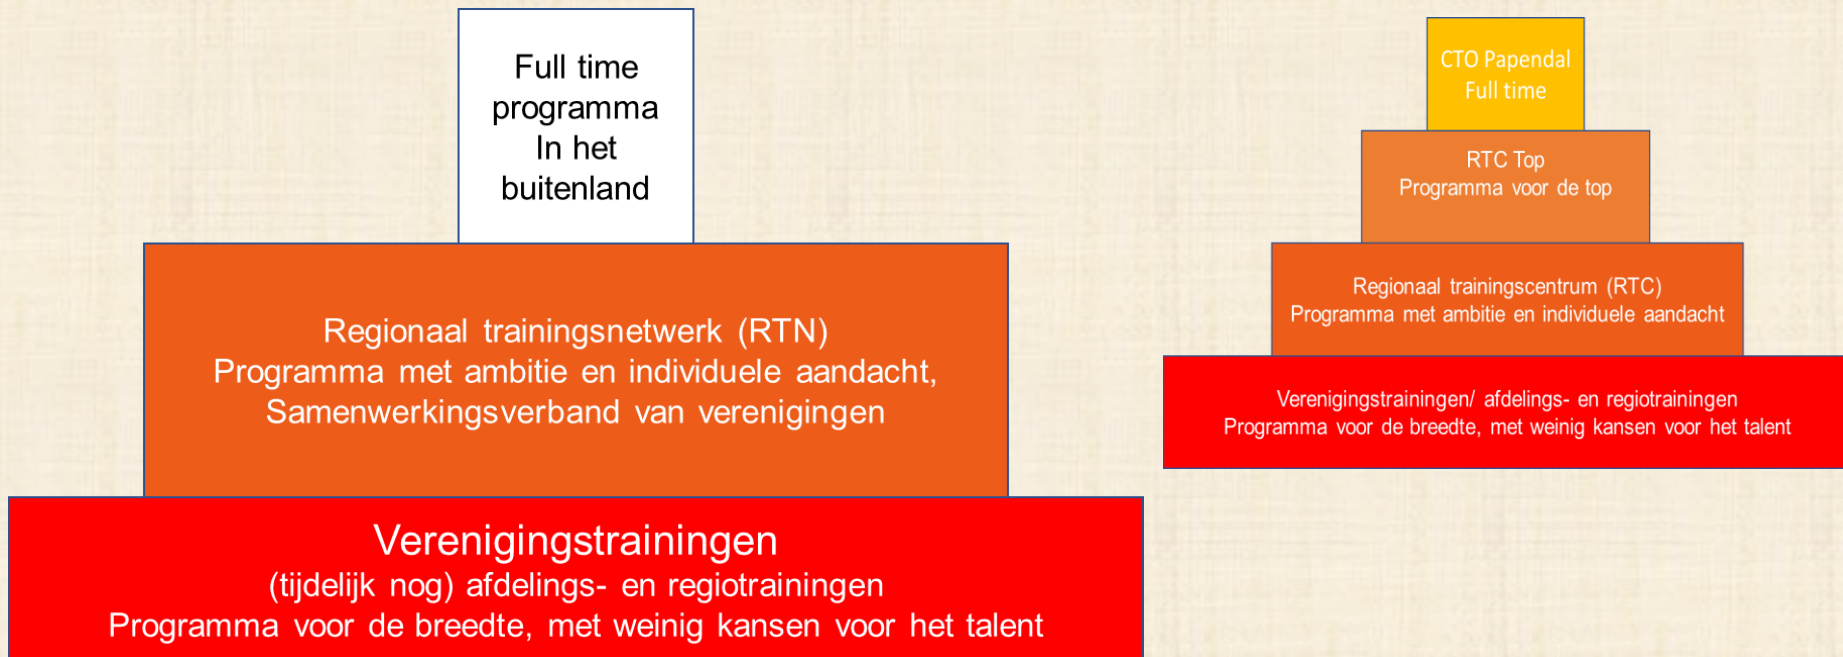 Full time
programma
In het
buitenland
Regionaal trainingsnetwerk (RTN)
Programma met ambitie en individuele aandacht,
Samenwerkingsverband van verenigingen
Verenigingstrainingen
(tijdelijk nog) afdelings- en regiotrainingen
Programma voor de breedte, met weinig kansen voor het talent
CTO Papendal
Full time
RTC Top
Programma voor de top
Regionaal trainingscentrum (RTC)
Programma met ambitie en individuele aandacht
Verenigingstrainingen/ afdelings- en regiotrainingen
Programma voor de breedte, met weinig kansen voor het talent